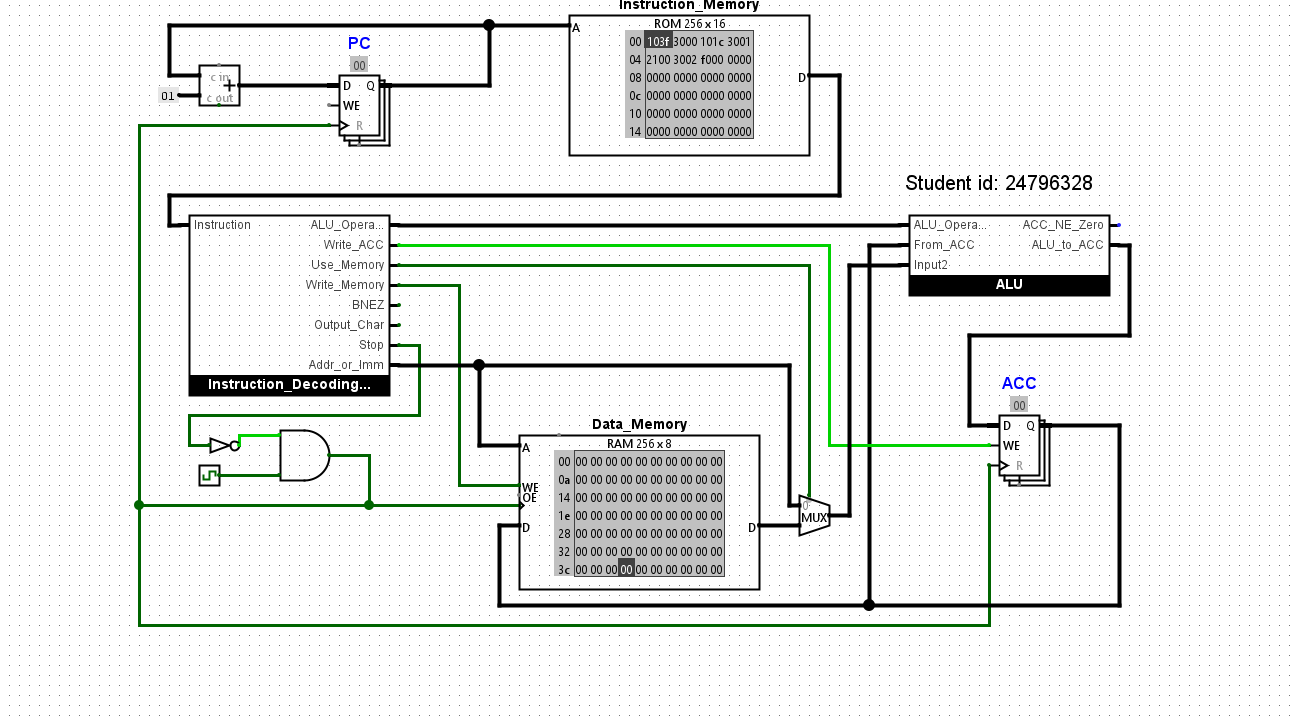 Instruction_Memory
ROM 256 x 16
A
00 103f 3000 101c 3001
04 2100 3002 f000 0000
08 0000 0000 0000 0000
0c 0000 0000 0000 0000
10 0000 0000 0000 0000
14 0000 0000 0000 0000
D
PC
00
c in
+
c out
01
D Q
WE
R
Student id: 24796328
Instruction ALU_Opera...
Write_ACC
Use_Memory
Write_Memory
BNEZ
Output_Char
Stop
Addr_or_Imm
Instruction_Decoding...
ALU_Opera... ACC_NE_Zero
From_ACC ALU_to_ACC
Input2
ALU
ACC
00
D Q
WE
R
Data_Memory
RAM 256 x 8
A
00 00 00 00 00 00 00 00 00 00 00
0a 00 00 00 00 00 00 00 00 00 00
14 00 00 00 00 00 00 00 00 00 00
1e 00 00 00 00 00 00 00 00 00 00
28 00 00 00 00 00 00 00 00 00 00
32 00 00 00 00 00 00 00 00 00 00
3c 00 00 00 00 00 00 00 00 00 00
WE
OE
D D
0
MUX